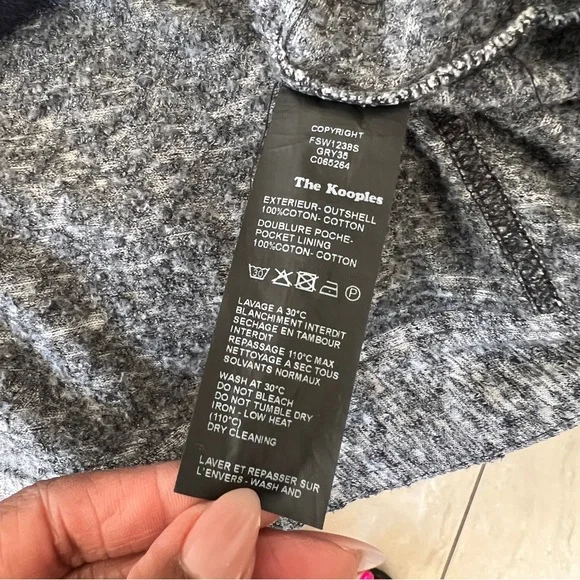 COPYRIGHT
FSW1238S
GRY38
C065264
The Kooples
EXTERIEUR- OUTSHELL
100%COTON- COTTON
DOUBLURE POCHE-
POCKET LINING
100%COTON- COTTON
30 P
LAVAGE A 30°C
BLANCHIMENT INTERDIT
SECHAGE EN TAMBOUR
INTERDIT
REPASSAGE 110°C MAX
NETTOYAGE A SEC TOUS
SOLVANTS NORMAUX
WASH AT 30°C
DO NOT BLEACH
DO NOT TUMBLE DRY
IRON - LOW HEAT
(110°C)
DRY CLEANING
LAVER ET REPASSER SUR
L'ENVERS - WASH AND